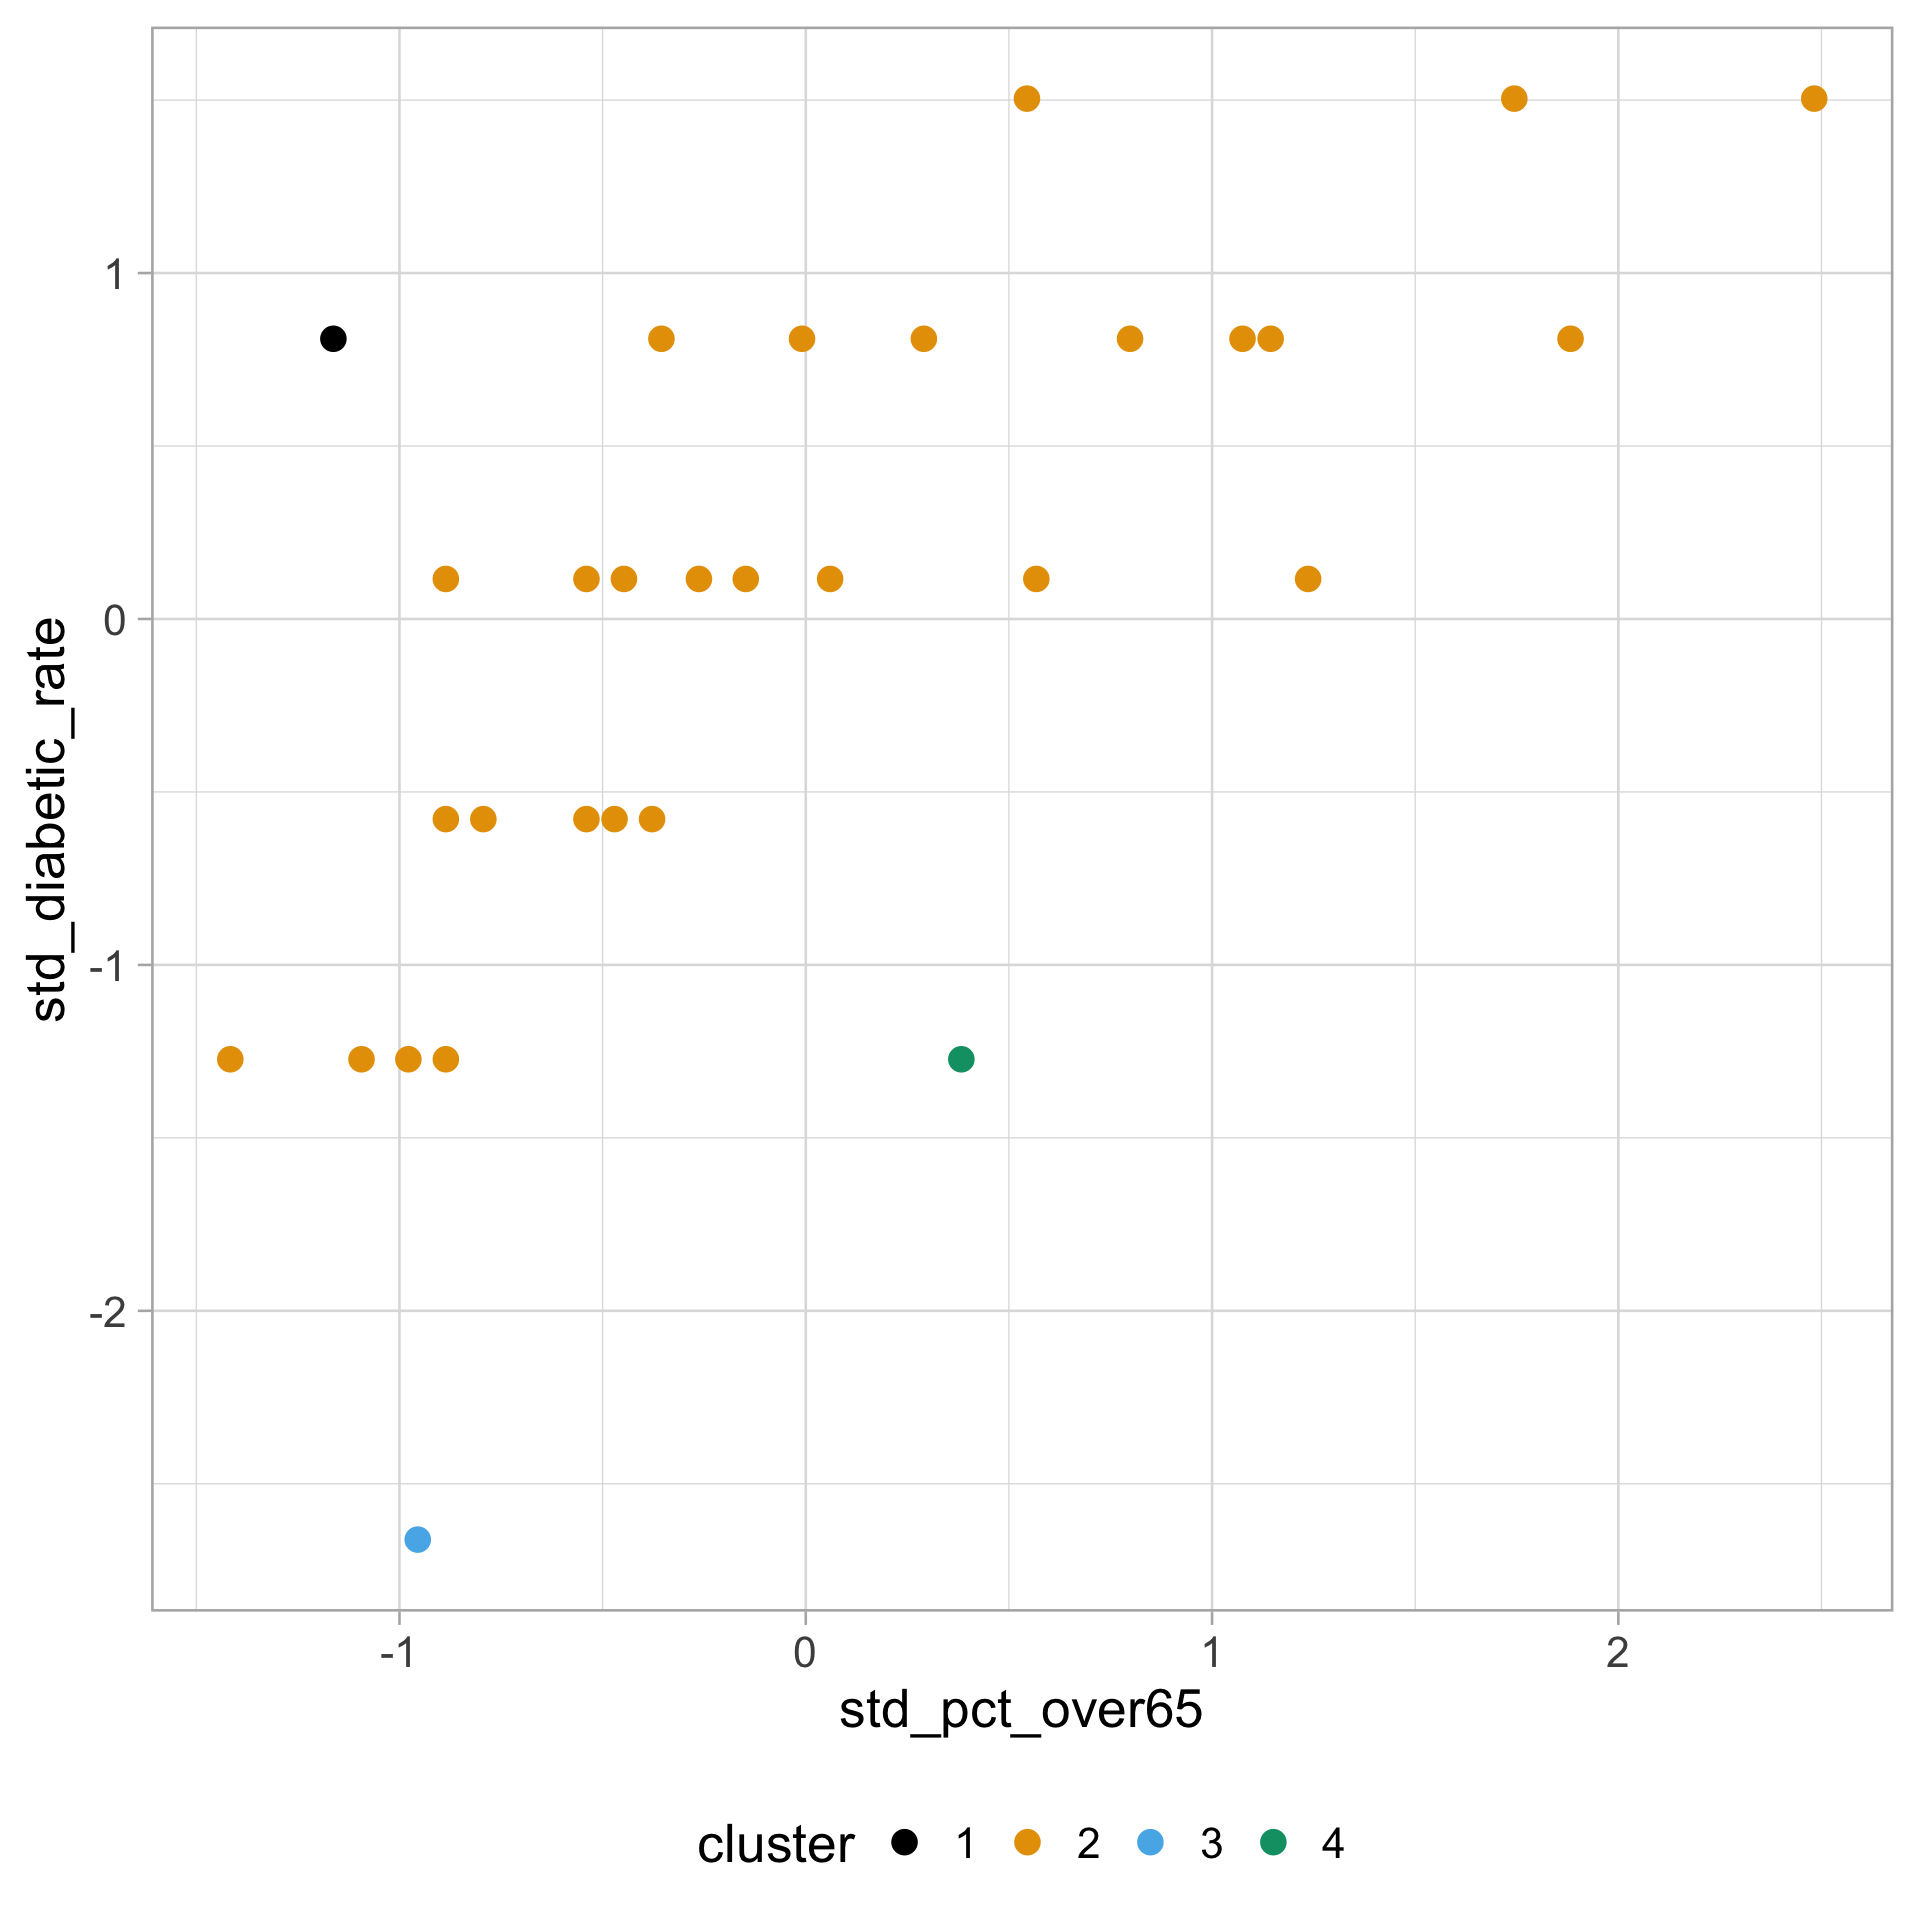 1
0
-1
-2
std_diabetic_rate
-1 0 1 2
std_pct_over65
cluster 1 2 3 4